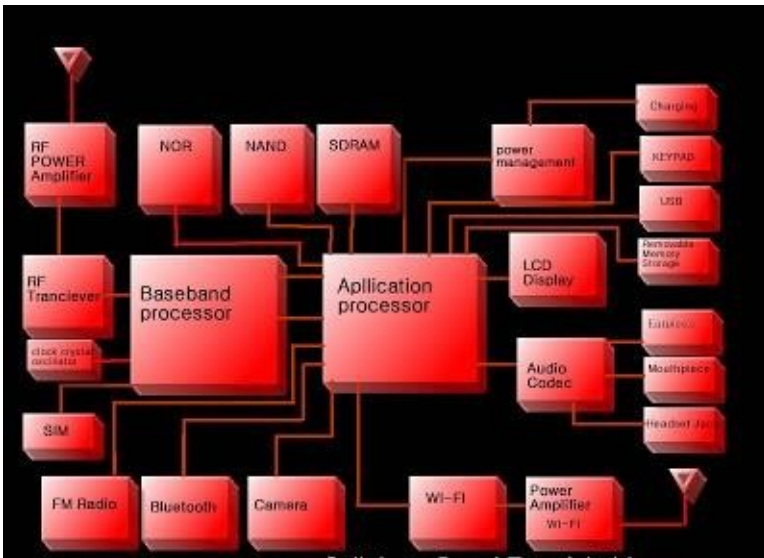 RF
POWER
Amplifier
NOR
NAND
SDRAM
power
management
Charging
KEYPAD
USB
Removable
Memory
Storage
RF
Tranciever
Baseband
processor
Apllication
processor
LCD
Display
clock crystal
oscillator
Audio
Codec
Mouthpiece
Headset Jack
SIM
FM Radio
Bluetooth
Camera
WI-FI
Power
Amplifier
WI-FI